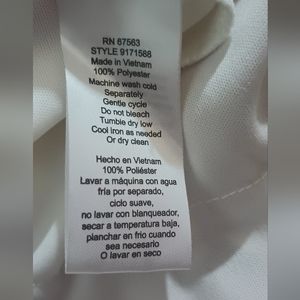 RN 67563
STYLE 9171588
Made in Vietnam
100% Polyester
Machine wash cold
Separately
Gentle cycle
Do not bleach
Tumble dry low
Cool Iron as needed
Or dry clean
Hecho en Vietnam
100% Poliéster
Lavar a máquina con agua
fría por separado,
ciclo suave,
no lavar con blanqueador,
secar a temperatura baja,
planchar en frío cuando
sea necesario
O lavar en seco